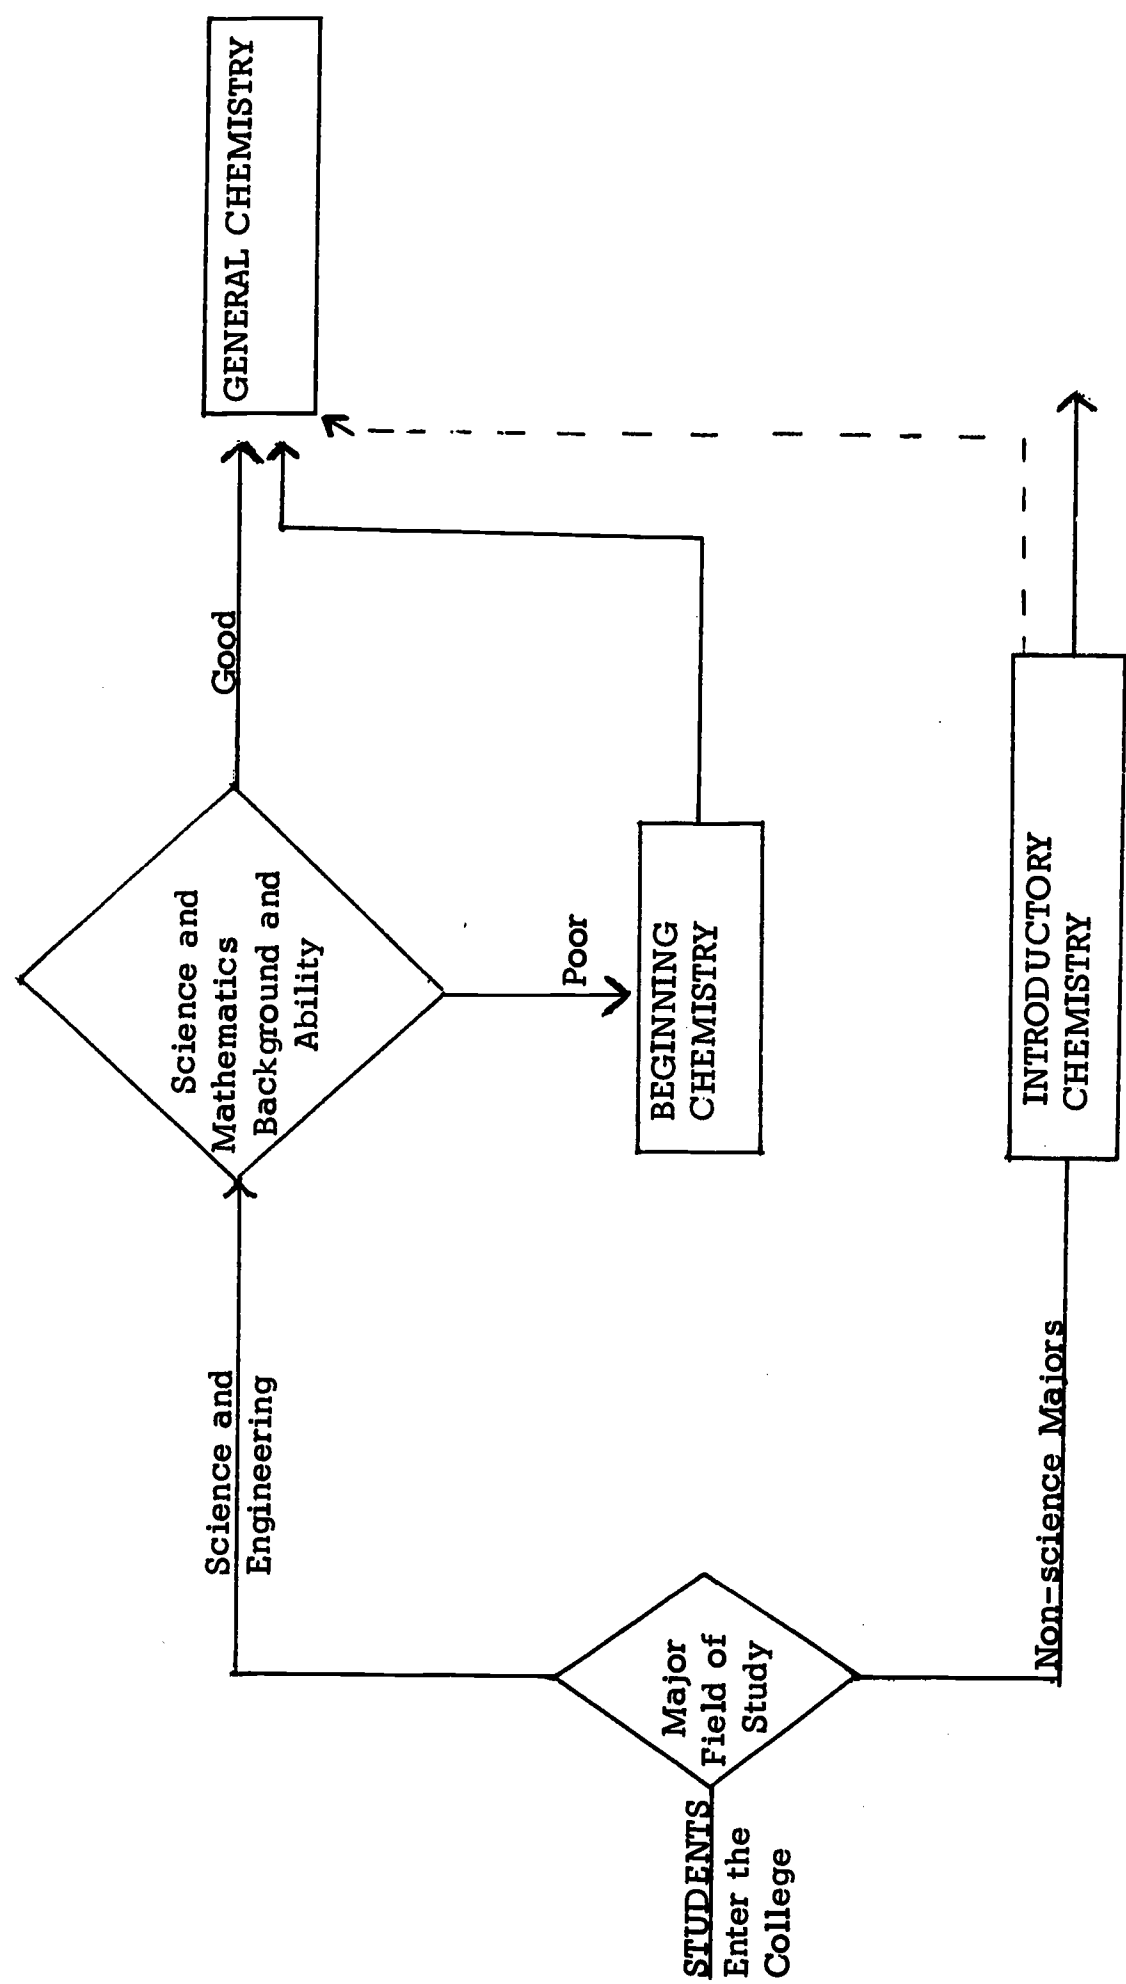 STUDENTS
Enter the
College
Major
Field of
Study
Science and
Engineering
Non-science Majors
Science and
Mathematics
Background and
Ability
Good
Poor
BEGINNING
CHEMISTRY
INTRODUCTORY
CHEMISTRY
GENERAL CHEMISTRY